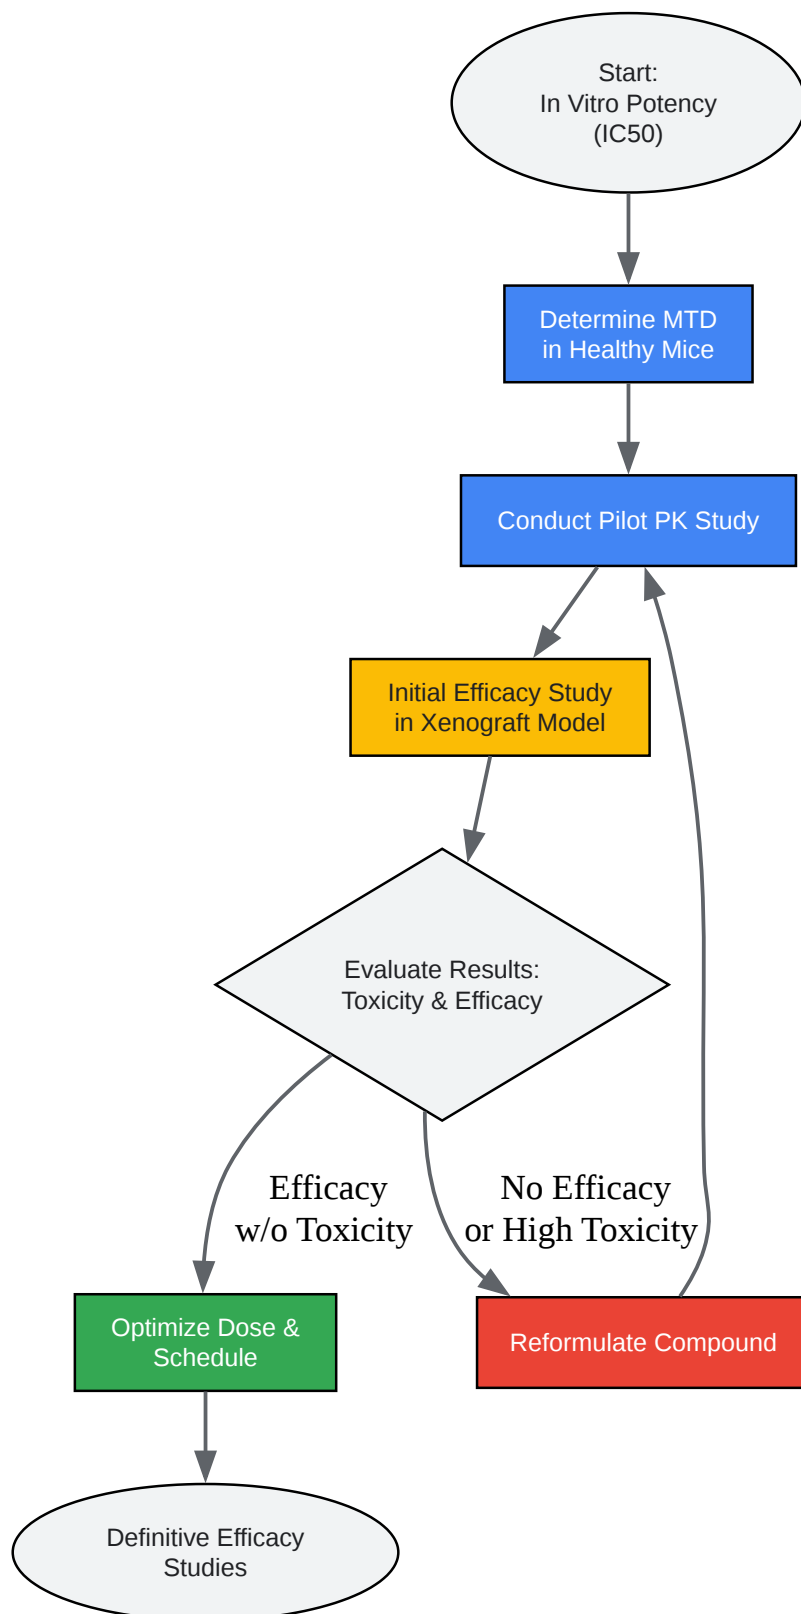 Start:
In Vitro Potency
(IC50)
Determine MTD
in Healthy Mice
Conduct Pilot PK Study
Initial Efficacy Study
in Xenograft Model
Evaluate Results:
Toxicity & Efficacy
Efficacy
w/o Toxicity
No Efficacy
or High Toxicity
Optimize Dose &
Schedule
Reformulate Compound
Definitive Efficacy
Studies